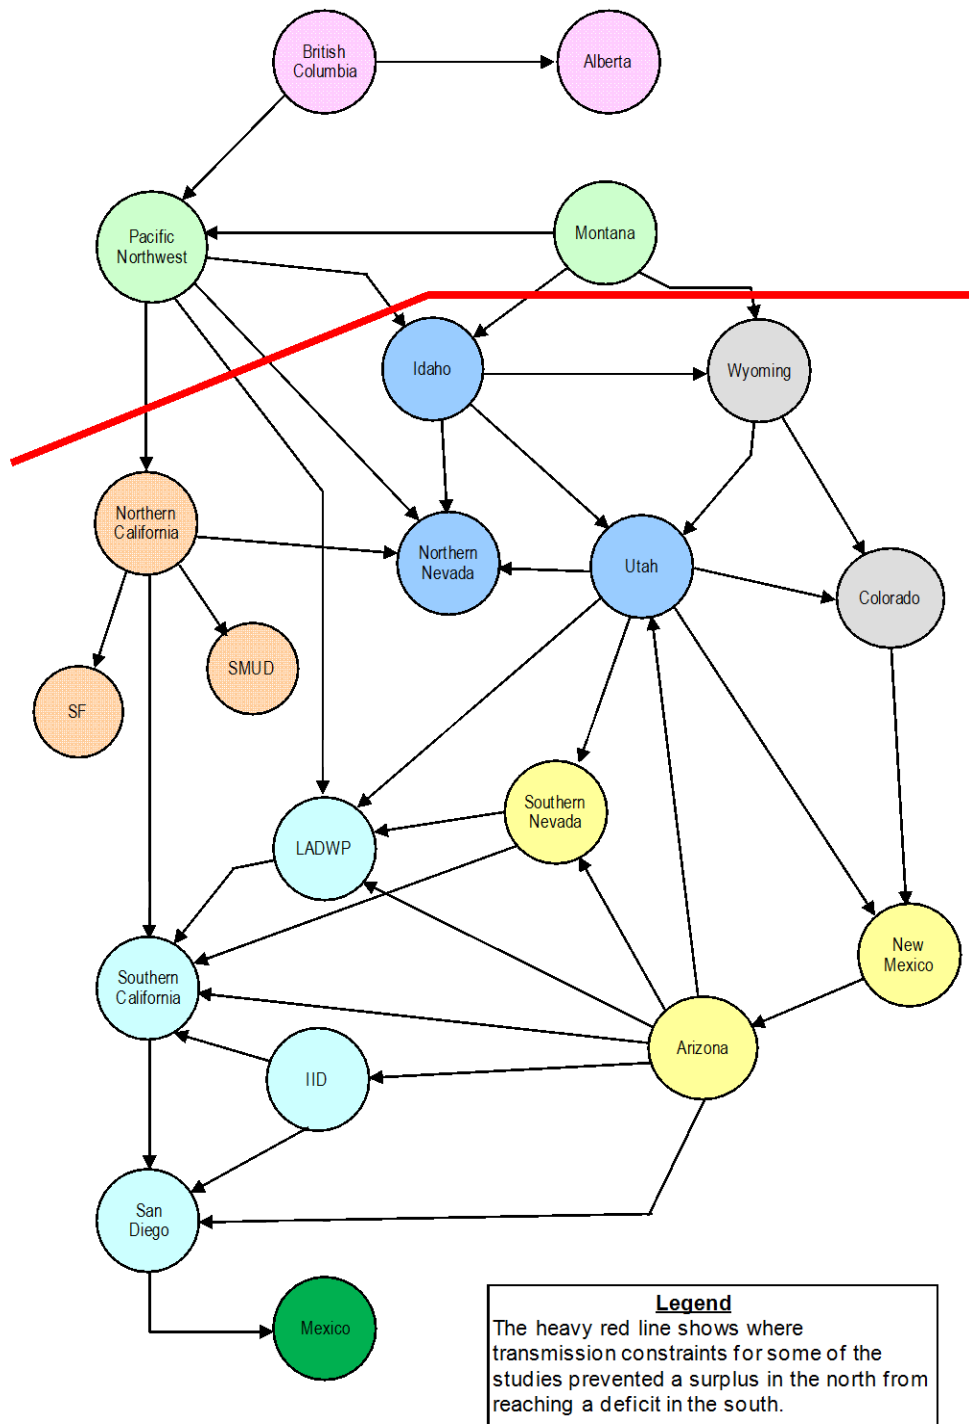 British
Columbia
Alberta
Pacific
Northwest
Montana
Idaho
Wyoming
Northern
California
Northern
Nevada
Utah
Colorado
SF
SMUD
Southern
Nevada
LADWP
New
Mexico
Southern
California
Arizona
IID
San
Diego
Mexico
Legend
The heavy red line shows where
transmission constraints for some of the
studies prevented a surplus in the north from
reaching a deficit in the south.